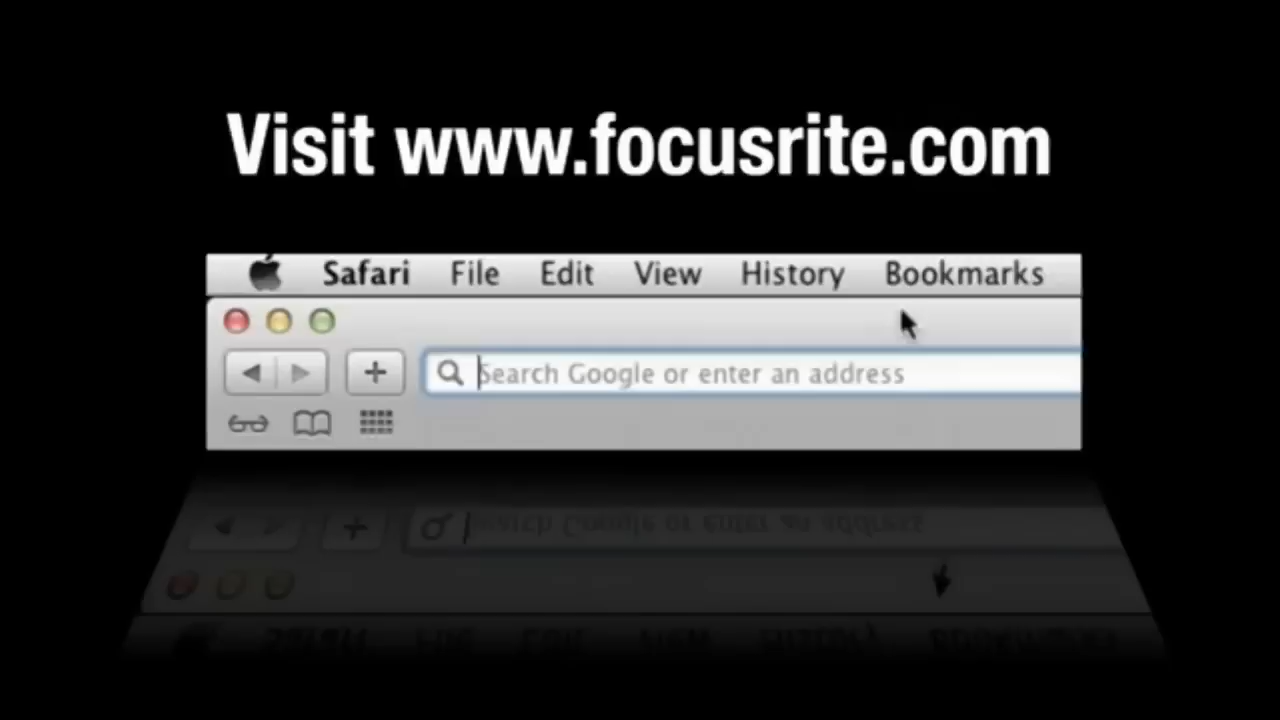 Visit www.focusrite.com
Safari File Edit View History Bookmarks
Search Google or enter an address